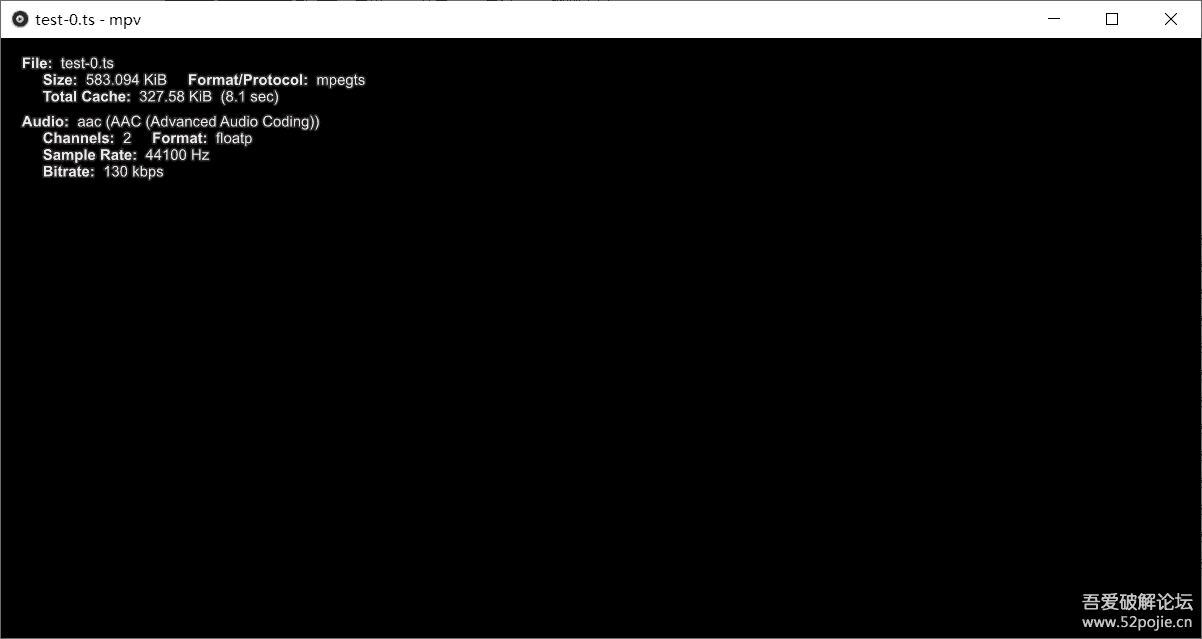 test-0.ts - mpv
File: test-0.ts
Size: 583.094 KiB Format/Protocol: mpegts
Total Cache: 327.58 KiB (8.1 sec)
Audio: aac (AAC (Advanced Audio Coding))
Channels: 2 Format: floatp
Sample Rate: 44100 Hz
Bitrate: 130 kbps
吾爱破解论坛
www.52pojie.cn